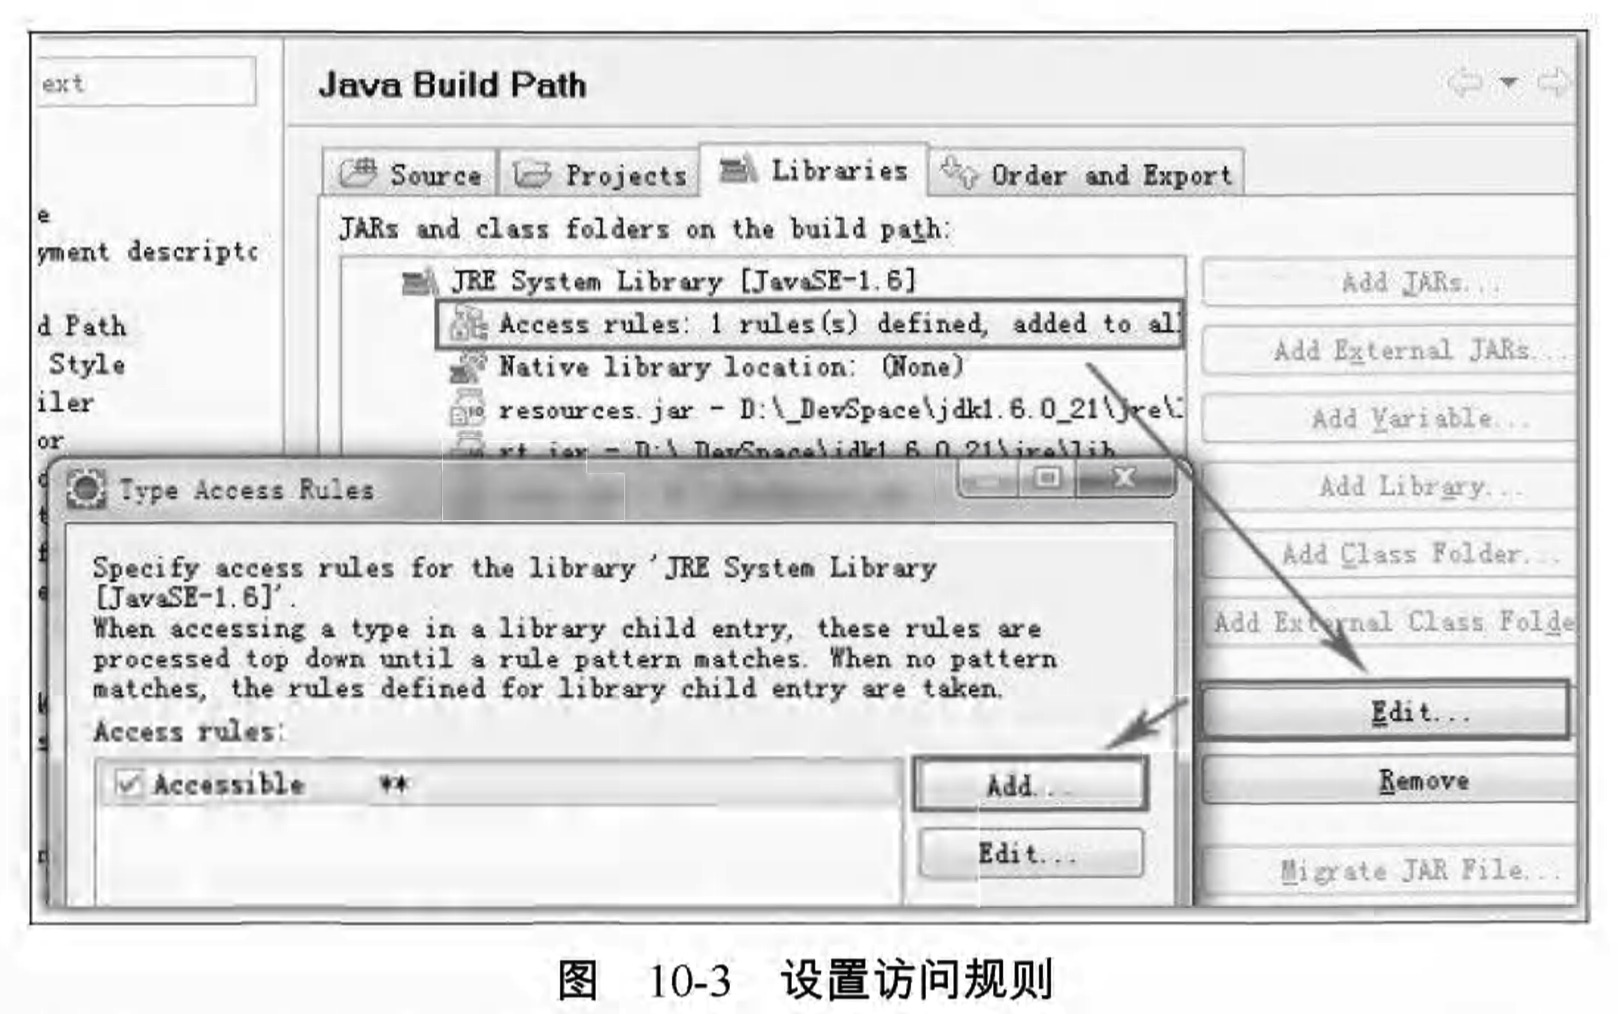 ext
e
yment descripto
d Path
Style
iler
or
Java Build Path
Source
Projects
Libraries
Order and Export
JARs and class folders on the build path:
JRE System Library [JavaSE-1.6]
Access rules: 1 rules(s) defined, added to all
Native library location: (None)
resources.jar - D:\_DevSpace\jdk1.6.0_21\jre\l
rt.jar - D:\_DevSpace\jdk1.6.0_21\jre\lib
Add JARs...
Add External JARs...
Add Variable...
Add Library...
Add Class Folder...
Add External Class Folde
Edit...
Remove
Migrate JAR File...
Type Access Rules
Specify access rules for the library 'JRE System Library
[JavaSE-1.6]'.
When accessing a type in a library child entry, these rules are
processed top down until a rule pattern matches. When no pattern
matches, the rules defined for library child entry are taken.
Access rules:
Accessible **
Add...
Edit...
图 10-3 设置访问规则